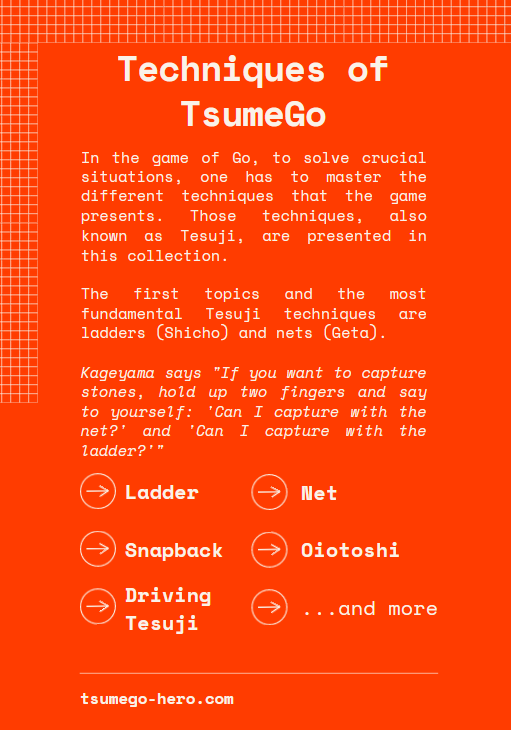 Techniques of
TsumeGo
In the game of Go, to solve crucial
situations, one has to master the
different techniques that the game
presents. Those techniques, also
known as Tesuji, are presented in
this collection.
The first topics and the most
fundamental Tesuji techniques are
ladders (Shicho) and nets (Geta).
Kageyama says "If you want to capture
stones, hold up two fingers and say
to yourself: 'Can I capture with the
net?' and 'Can I capture with the
ladder?'"
Ladder
Net
Snapback
Oiotoshi
Driving
Tesuji
...and more
tsumego-hero.com